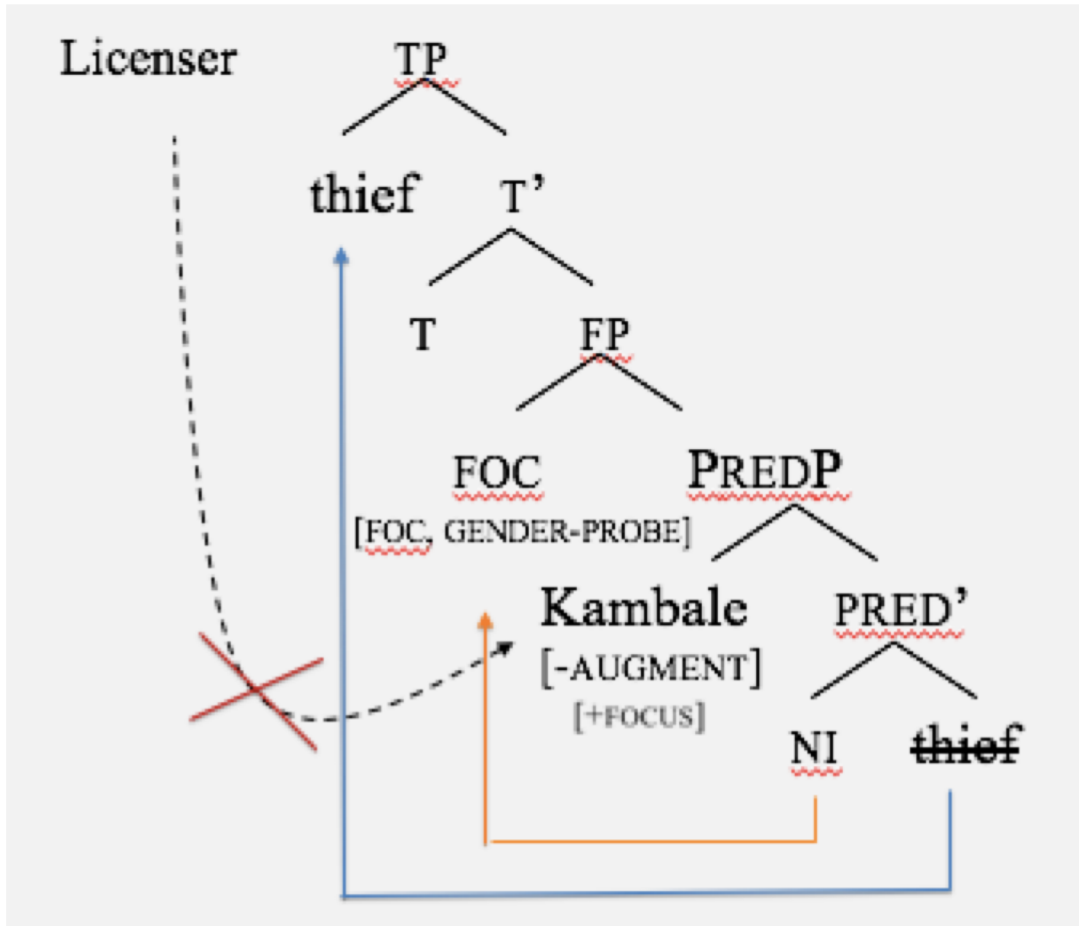 Licenser TP
thief T’
T FP
FOC PREDP
[FOC, GENDER-PROBE]
Kambale PRED’
[-AUGMENT]
[+FOCUS]
NI thief